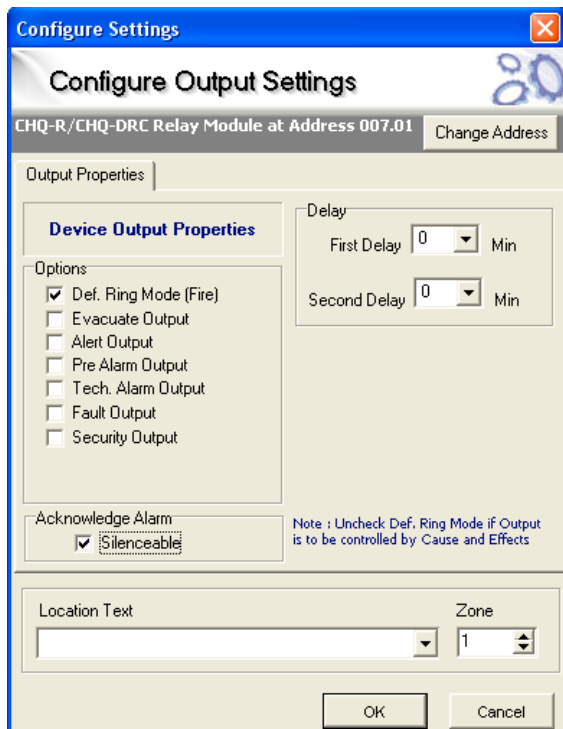 Configure Settings
Configure Output Settings
CHQ-R/CHQ-DRC Relay Module at Address 007.01
Change Address
Output Properties
Device Output Properties
Options
Def. Ring Mode (Fire)
Evacuate Output
Alert Output
Pre Alarm Output
Tech. Alarm Output
Fault Output
Security Output
Delay
First Delay 0 Min
Second Delay 0 Min
Acknowledge Alarm
Silenceable
Note : Uncheck Def. Ring Mode if Output
is to be controlled by Cause and Effects
Location Text
Zone
1
OK
Cancel